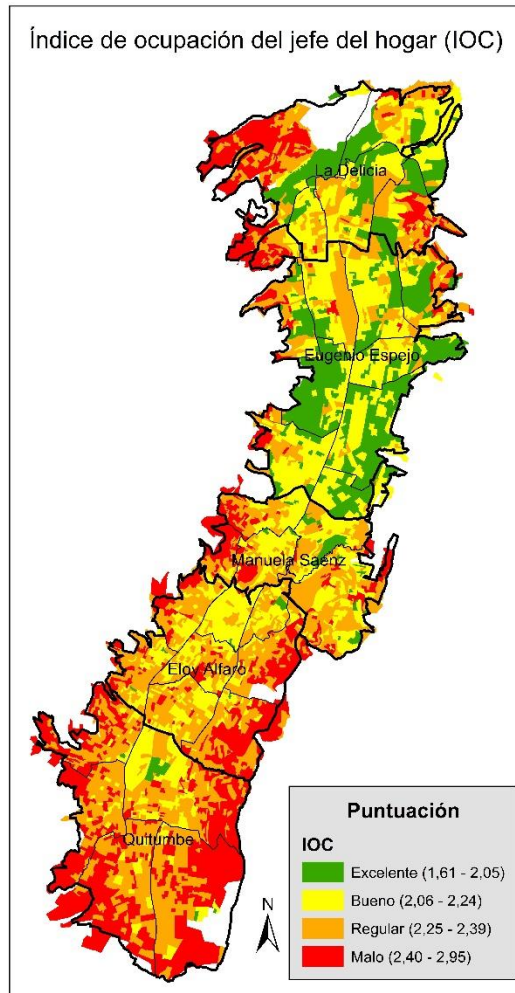 Índice de ocupación del jefe del hogar (IOC)
La Delicia
Eugenio Espejo
Manuela Saenz
Eloy Alfaro
Quitumbe
Puntuación
IOC
Excelente (1,61 - 2,05)
Bueno (2,06 - 2,24)
Regular (2,25 - 2,39)
Malo (2,40 - 2,95)
N